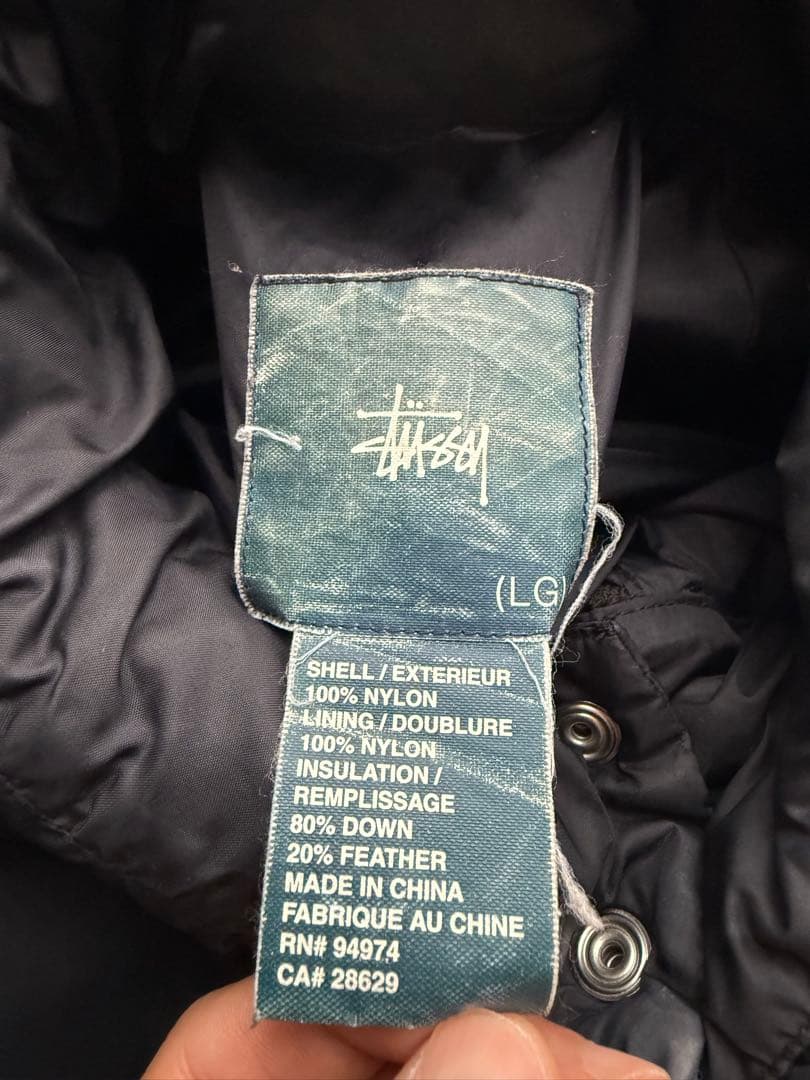 Stüssy
(LG)
SHELL / EXTERIEUR
100% NYLON
LINING / DOUBLURE
100% NYLON
INSULATION /
REMPLISSAGE
80% DOWN
20% FEATHER
MADE IN CHINA
FABRIQUE AU CHINE
RN# 94974
CA# 28629